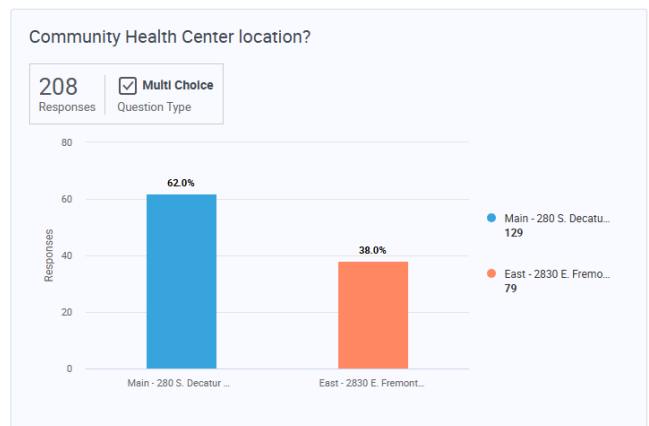 Community Health Center location?
208
Responses
Multi Choice
Question Type
80
60
40
20
0
Responses
62.0%
38.0%
Main - 280 S. Decatur ...
East - 2830 E. Fremont...
Main - 280 S. Decatu...
129
East - 2830 E. Fremo...
79